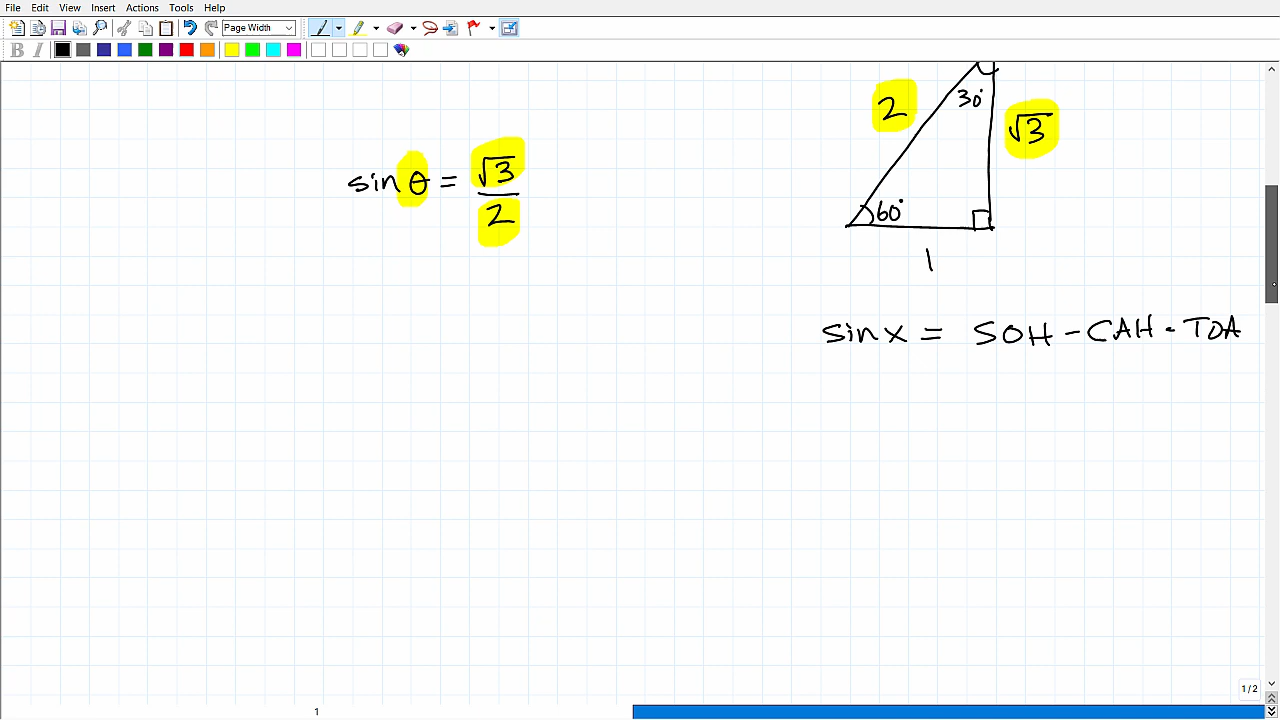 File Edit View Insert Actions Tools Help
Page Width
B I
2
30°
√3
sin θ = √3/2
60°
1
sin x = SOH - CAH - TOA
1/2
1